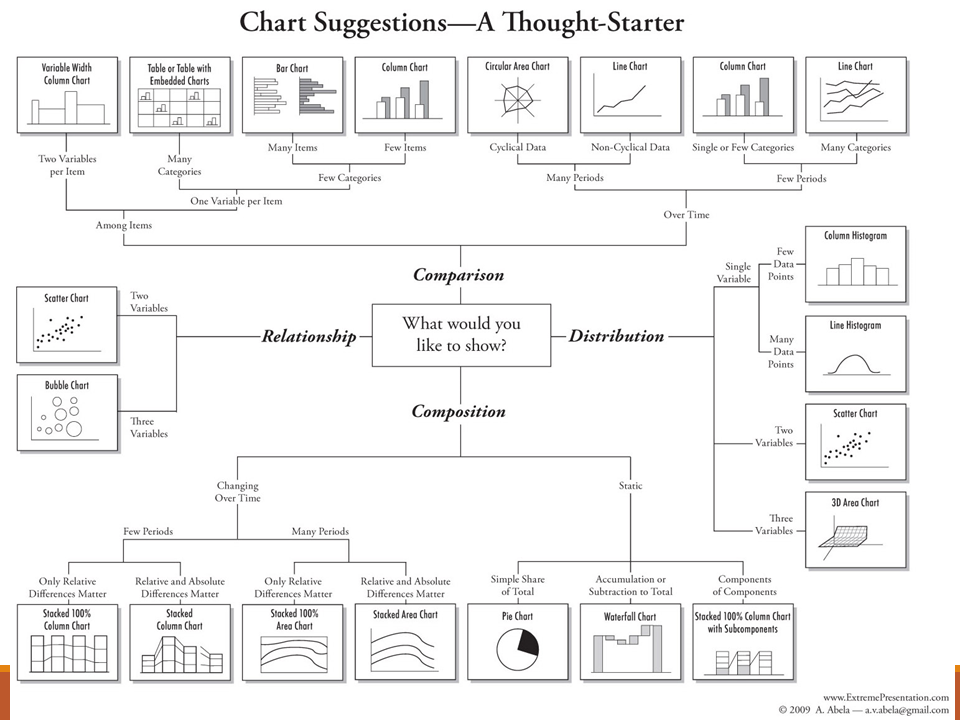 Chart Suggestions—A Thought-Starter
Variable Width
Column Chart
Table or Table with
Embedded Charts
Bar Chart
Column Chart
Circular Area Chart
Line Chart
Column Chart
Line Chart
Two Variables
per Item
Many
Categories
Many Items
Few Items
Cyclical Data
Non-Cyclical Data
Single or Few Categories
Many Categories
Few Categories
Many Periods
Few Periods
One Variable per Item
Over Time
Among Items
Comparison
What would you
like to show?
Relationship
Two
Variables
Scatter Chart
Bubble Chart
Three
Variables
Distribution
Single
Variable
Few
Data
Points
Column Histogram
Many
Data
Points
Line Histogram
Two
Variables
Scatter Chart
Three
Variables
3D Area Chart
Composition
Changing
Over Time
Static
Few Periods
Many Periods
Only Relative
Differences Matter
Relative and Absolute
Differences Matter
Only Relative
Differences Matter
Relative and Absolute
Differences Matter
Simple Share
of Total
Accumulation or
Subtraction to Total
Components
of Components
Stacked 100%
Column Chart
Stacked
Column Chart
Stacked 100%
Area Chart
Stacked Area Chart
Pie Chart
Waterfall Chart
Stacked 100% Column Chart
with Subcomponents
www.ExtremePresentation.com
© 2009 A. Abela — a.v.abela@gmail.com